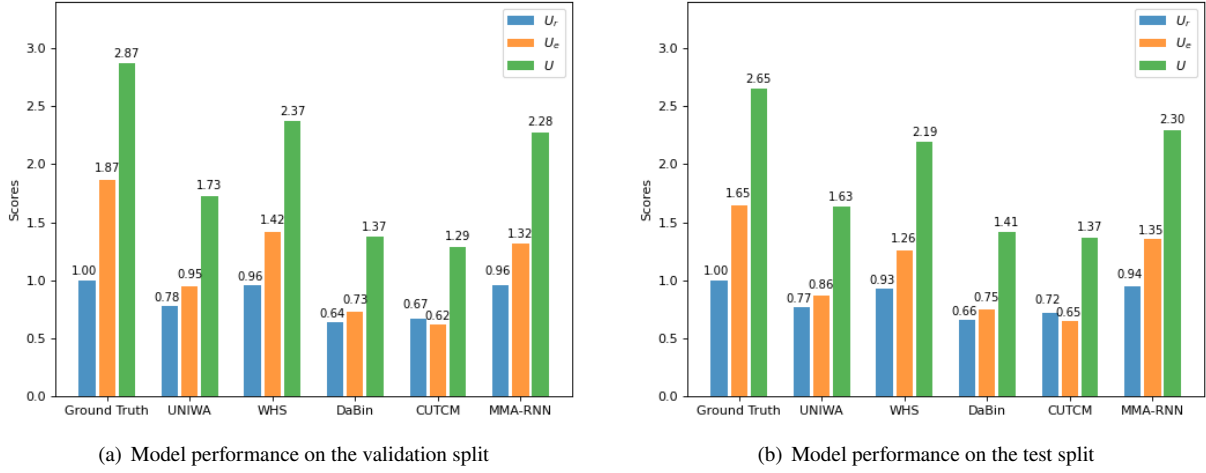 3.0
2.5
2.0
1.5
1.0
0.5
0.0
Scores
U_r
U_e
U
1.00 1.87 2.87
0.78 0.95 1.73
0.96 1.42 2.37
0.64 0.73 1.37
0.67 0.62 1.29
0.96 1.32 2.28
Ground Truth UNIWA WHS DaBin CUTCM MMA-RNN
(a) Model performance on the validation split
3.0
2.5
2.0
1.5
1.0
0.5
0.0
Scores
U_r
U_e
U
1.00 1.65 2.65
0.77 0.86 1.63
0.93 1.26 2.19
0.66 0.75 1.41
0.72 0.65 1.37
0.94 1.35 2.30
Ground Truth UNIWA WHS DaBin CUTCM MMA-RNN
(b) Model performance on the test split